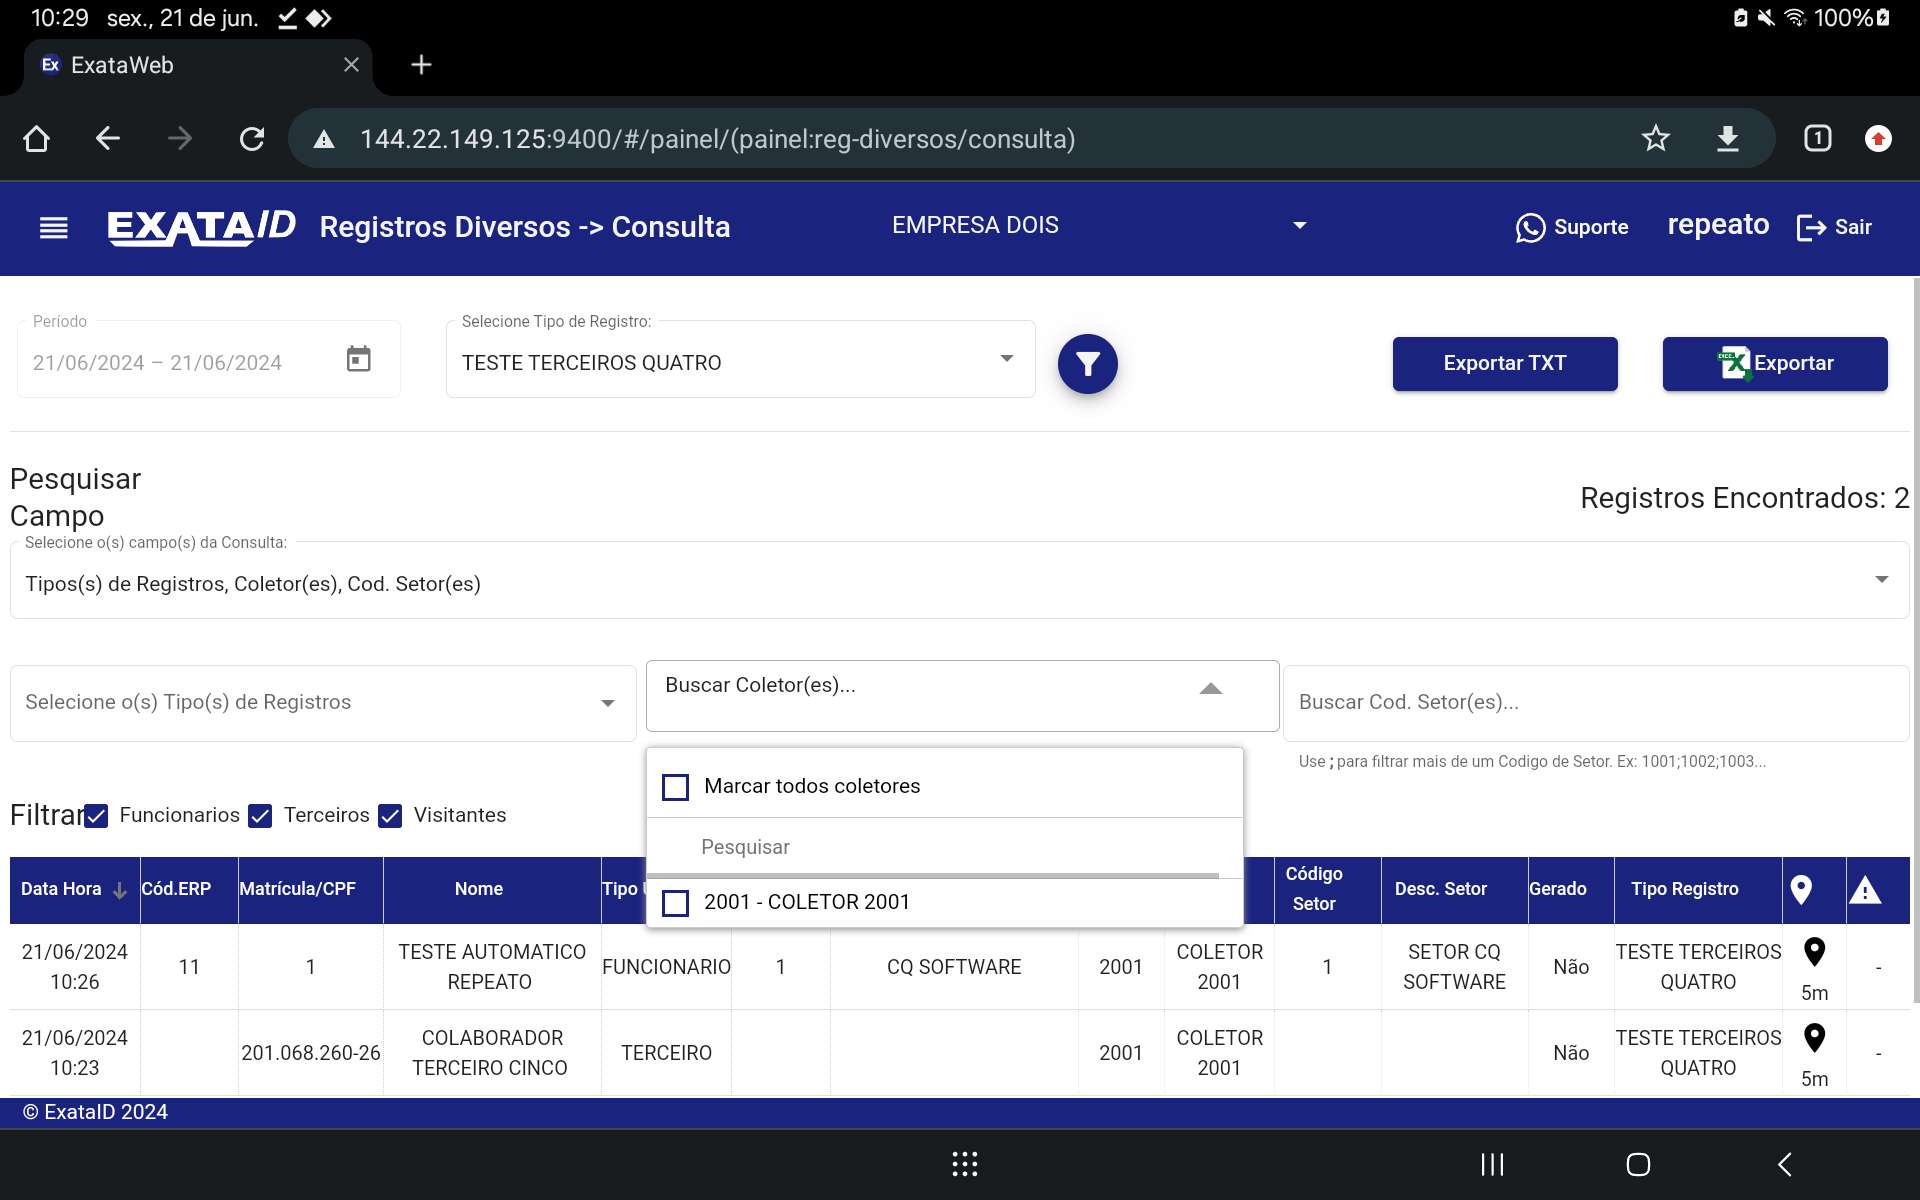 10:29 sex., 21 de jun.
100%
Ex ExataWeb
144.22.149.125:9400/#/painel/(painel:reg-diversos/consulta)
1
EXATA/ID Registros Diversos -> Consulta EMPRESA DOIS Suporte repeato Sair
Período
21/06/2024 – 21/06/2024
Selecione Tipo de Registro:
TESTE TERCEIROS QUATRO
Exportar TXT
Exportar
Pesquisar
Campo
Registros Encontrados: 2
Selecione o(s) campo(s) da Consulta:
Tipos(s) de Registros, Coletor(es), Cod. Setor(es)
Selecione o(s) Tipo(s) de Registros
Buscar Coletor(es)...
Buscar Cod. Setor(es)...
Use ; para filtrar mais de um Codigo de Setor. Ex: 1001;1002;1003...
Marcar todos coletores
Pesquisar
2001 - COLETOR 2001
Filtrar Funcionarios Terceiros Visitantes
Data Hora Cód.ERP Matrícula/CPF Nome Tipo Código Setor Desc. Setor Gerado Tipo Registro
21/06/2024 10:26 11 1 TESTE AUTOMATICO REPEATO FUNCIONARIO 1 CQ SOFTWARE 2001 COLETOR 2001 1 SETOR CQ SOFTWARE Não TESTE TERCEIROS QUATRO 5m -
21/06/2024 10:23 201.068.260-26 COLABORADOR TERCEIRO CINCO TERCEIRO 2001 COLETOR 2001 Não TESTE TERCEIROS QUATRO 5m -
© ExataID 2024